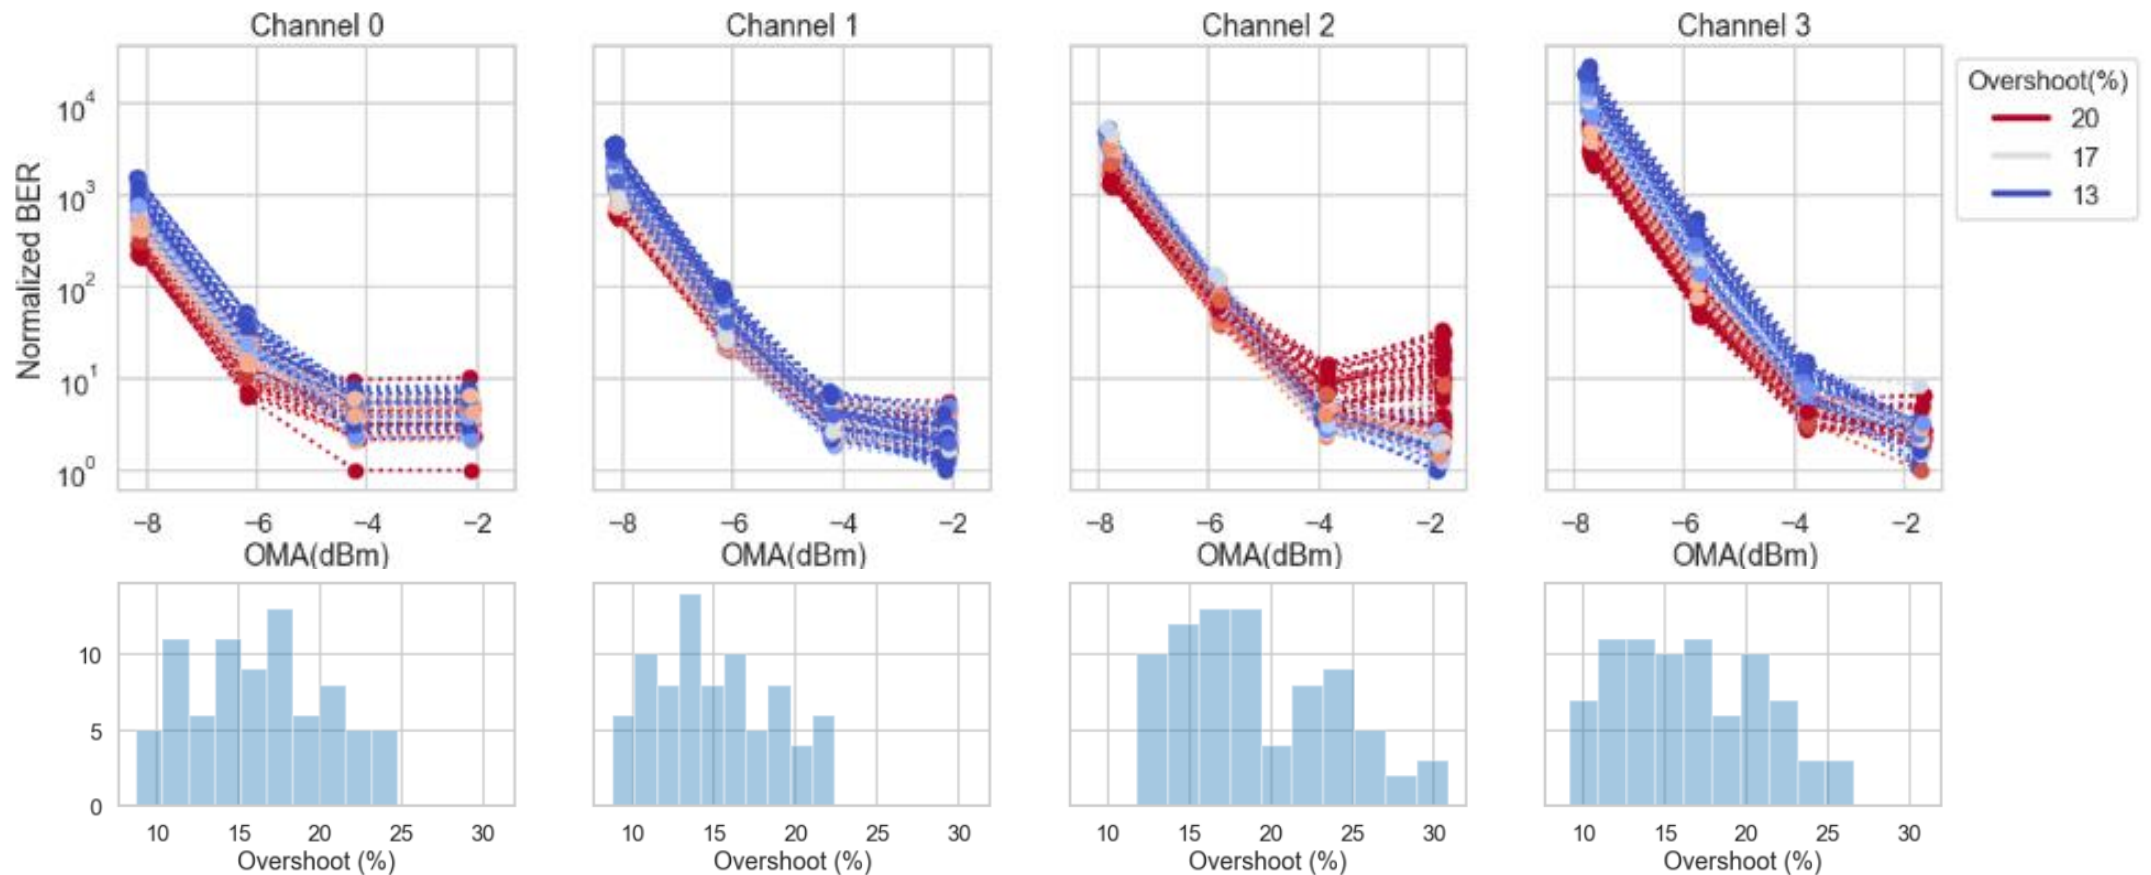 Channel 0
Channel 1
Channel 2
Channel 3
Normalized BER
10^4
10^3
10^2
10^1
10^0
Overshoot(%)
20
17
13
−8 −6 −4 −2
−8 −6 −4 −2
−8 −6 −4 −2
−8 −6 −4 −2
OMA(dBm)
OMA(dBm)
OMA(dBm)
OMA(dBm)
10
5
0
10 15 20 25 30
10 15 20 25 30
10 15 20 25 30
10 15 20 25 30
Overshoot (%)
Overshoot (%)
Overshoot (%)
Overshoot (%)